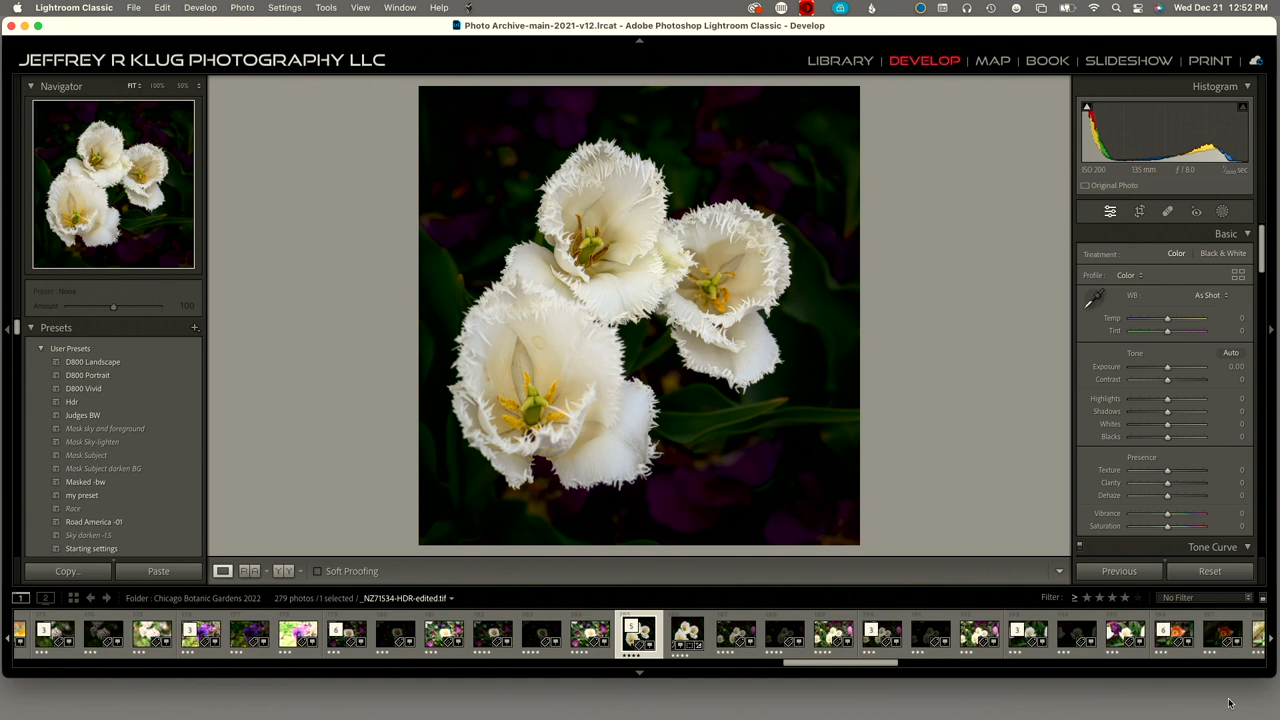 Lightroom Classic File Edit Develop Photo Settings Tools View Window Help Wed Dec 21 12:52 PM
Photo Archive-main-2021-v12.lrcat - Adobe Photoshop Lightroom Classic - Develop
JEFFREY R KLUG PHOTOGRAPHY LLC
LIBRARY | DEVELOP | MAP | BOOK | SLIDESHOW | PRINT |
Navigator FIT 100% 50%
Preset : None
Amount 100
Presets
User Presets
D800 Landscape
D800 Portrait
D800 Vivid
Hdr
Judges BW
Mask sky and foreground
Mask Sky-lighten
Mask Subject
Mask Subject darken BG
Masked -bw
my preset
Race
Road America -01
Sky darken -1.5
Starting settings
Copy... Paste
Soft Proofing
Histogram
ISO 200 135 mm ƒ / 8.0 sec
Original Photo
Basic
Treatment : Color Black & White
Profile : Color
WB : As Shot
Temp 0
Tint 0
Tone Auto
Exposure 0.00
Contrast 0
Highlights 0
Shadows 0
Whites 0
Blacks 0
Presence
Texture 0
Clarity 0
Dehaze 0
Vibrance 0
Saturation 0
Tone Curve
Previous Reset
1 2 Folder : Chicago Botanic Gardens 2022 279 photos / 1 selected / _NZ71534-HDR-edited.tif Filter : ≥ ★★★★★ No Filter
3 3 6 5 3 3 6